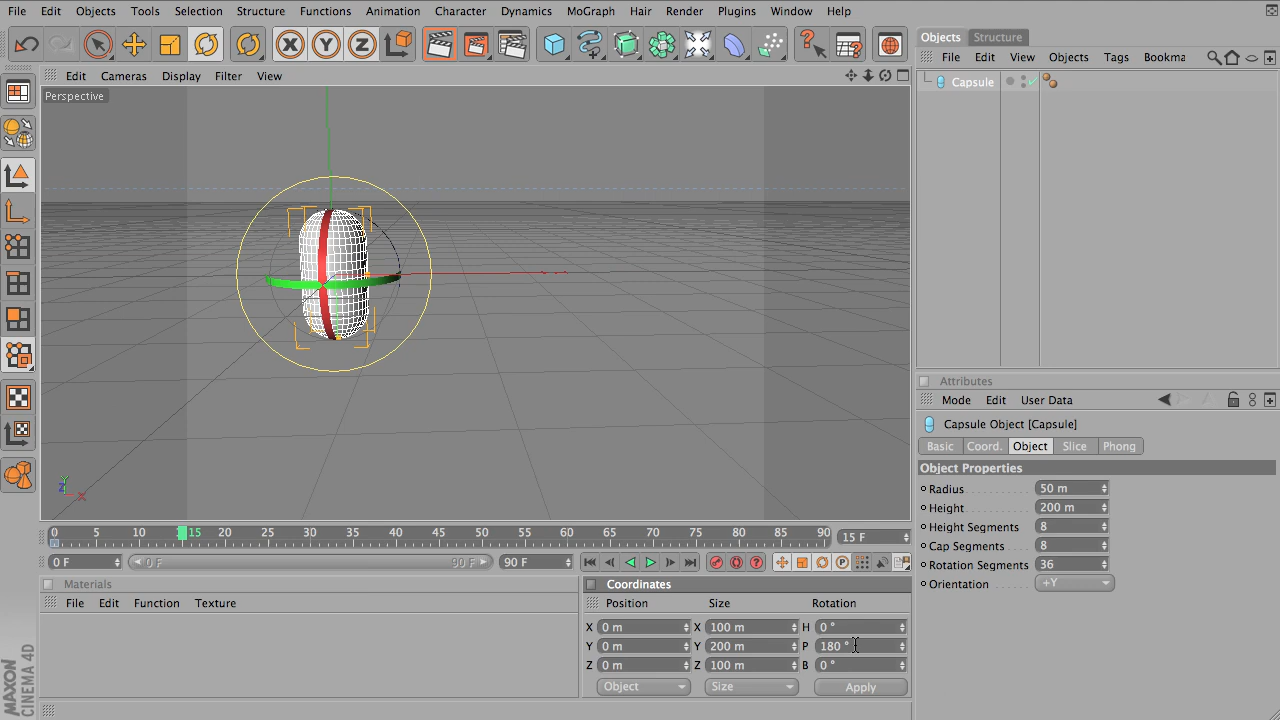 File Edit Objects Tools Selection Structure Functions Animation Character Dynamics MoGraph Hair Render Plugins Window Help
Objects Structure
File Edit View Objects Tags Bookma
Edit Cameras Display Filter View
Perspective
Capsule
Attributes
Mode Edit User Data
Capsule Object [Capsule]
Basic Coord. Object Slice Phong
Object Properties
Radius 50 m
Height 200 m
Height Segments 8
Cap Segments 8
Rotation Segments 36
Orientation +Y
Y
Z X
0 5 10 15 20 25 30 35 40 45 50 55 60 65 70 75 80 85 90 15 F
0 F 0 F 90 F 90 F
Materials
File Edit Function Texture
Coordinates
Position Size Rotation
X 0 m X 100 m H 0 °
Y 0 m Y 200 m P 180 °
Z 0 m Z 100 m B 0 °
Object Size Apply
MAXON
CINEMA 4D